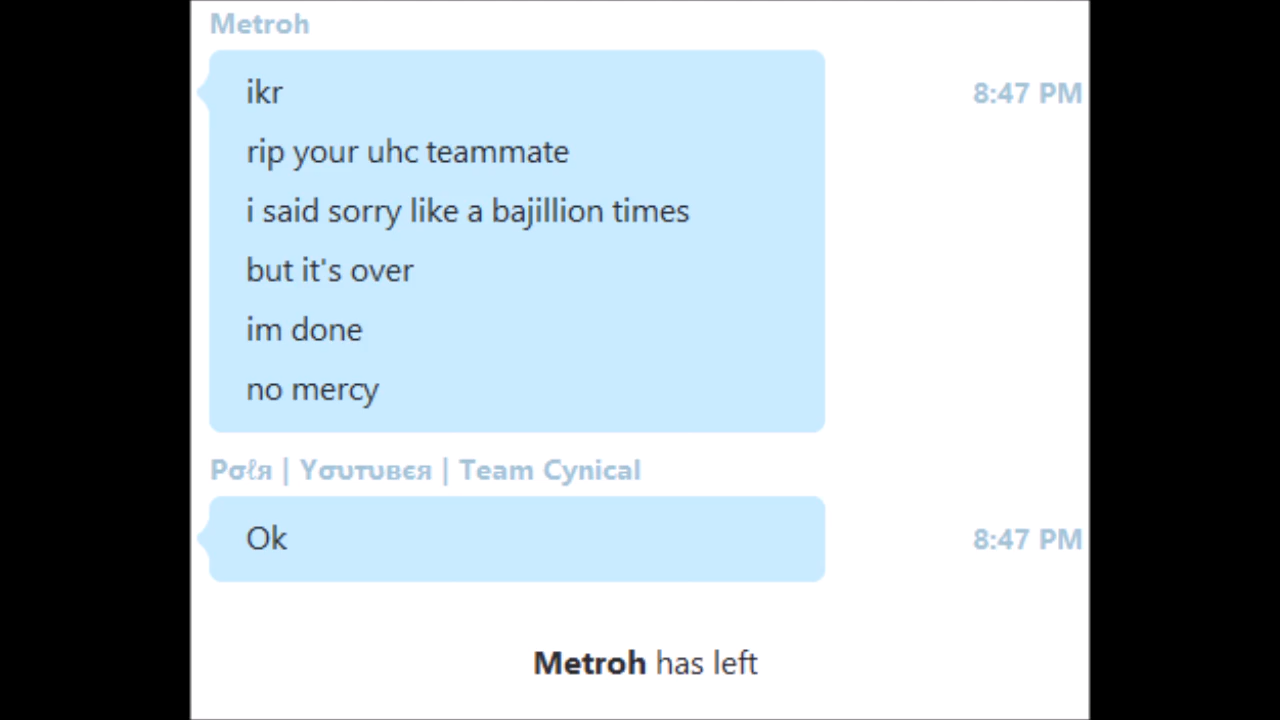 Metroh
ikr
8:47 PM
rip your uhc teammate
i said sorry like a bajillion times
but it's over
im done
no mercy
Pσℓя | Yσυтυвєя | Team Cynical
Ok
8:47 PM
Metroh has left